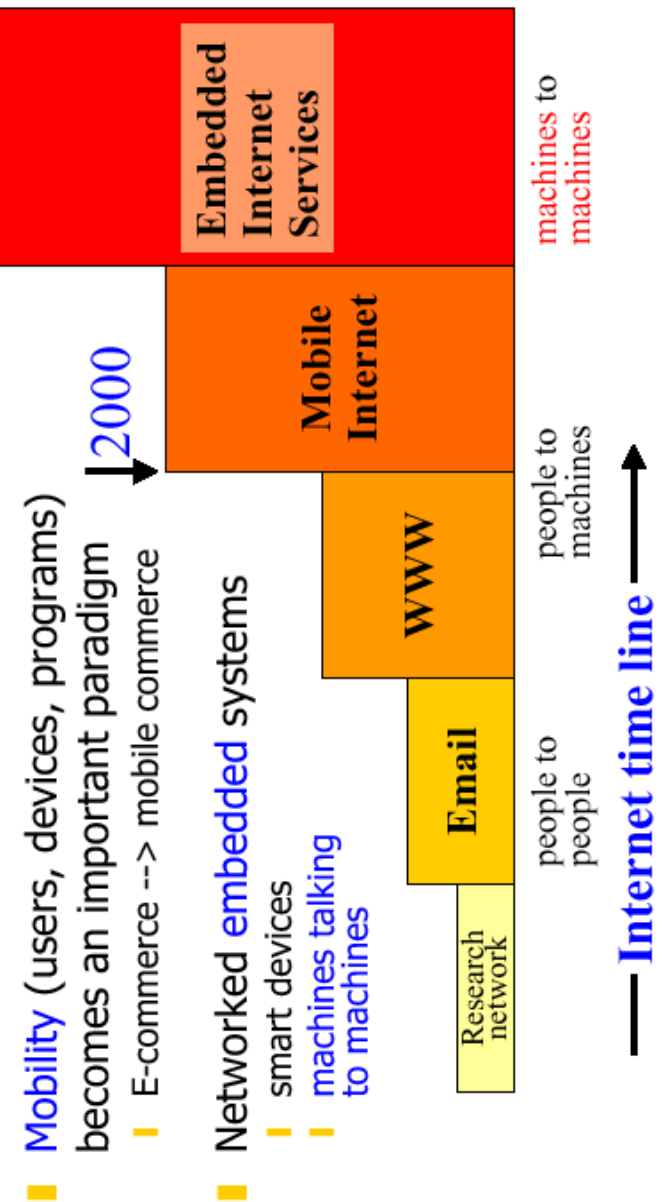 Mobility (users, devices, programs)
becomes an important paradigm
E-commerce --> mobile commerce
2000
Networked embedded systems
smart devices
machines talking
to machines
Research
network
Email
WWW
Mobile
Internet
Embedded
Internet
Services
people to
people
people to
machines
machines to
machines
Internet time line